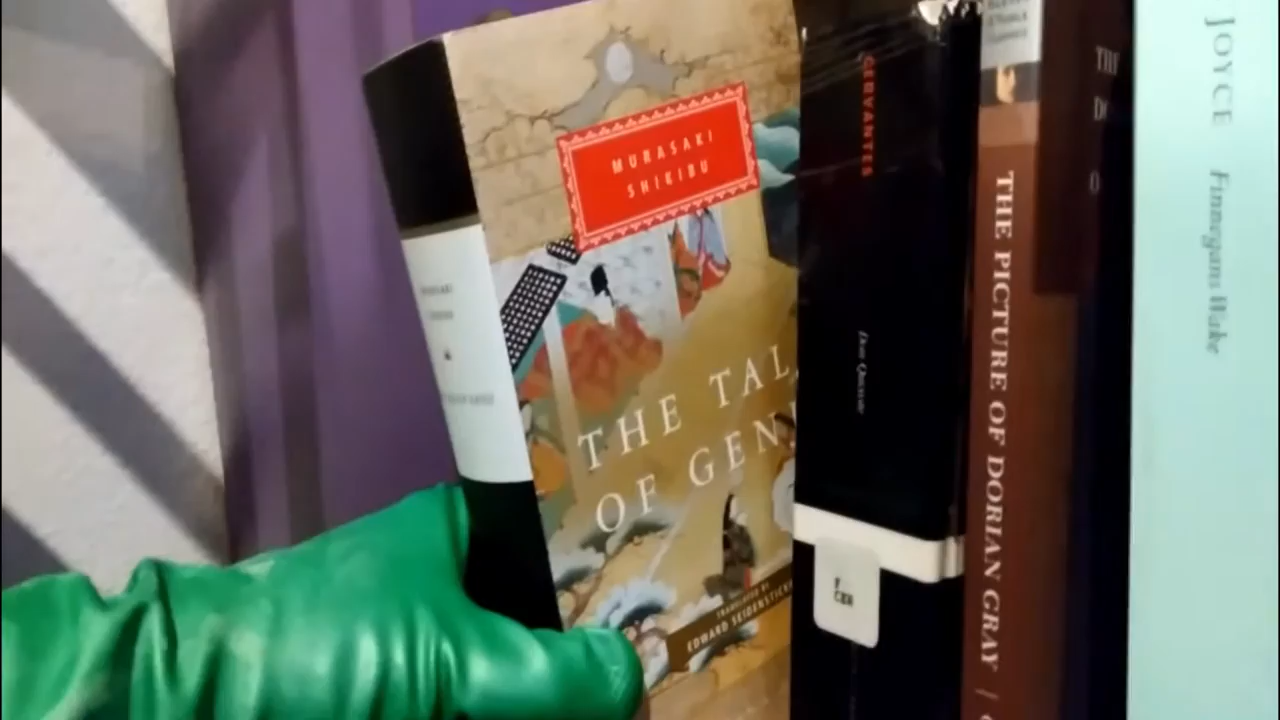 MURASAKI
SHIKIBU
THE TAL
OF GENJ
TRANSLATED BY
EDWARD SEIDENSTICK
CERVANTES
Don Quixote
THE PICTURE OF DORIAN GRAY /
JOYCE Finnegans Wake